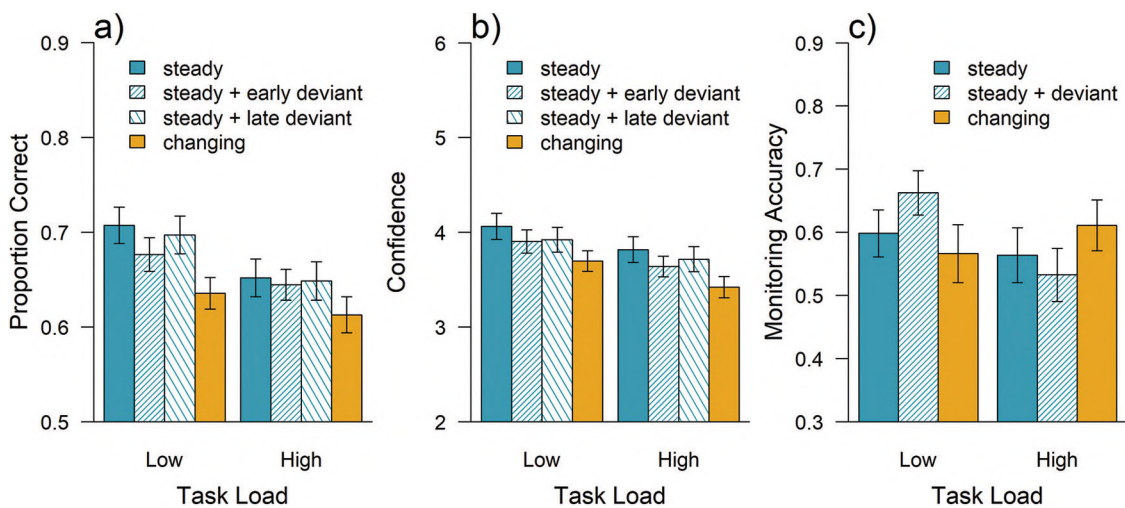 a)
Proportion Correct
0.9
0.8
0.7
0.6
0.5
steady
steady + early deviant
steady + late deviant
changing
Low
High
Task Load
b)
Confidence
6
5
4
3
2
steady
steady + early deviant
steady + late deviant
changing
Low
High
Task Load
c)
Monitoring Accuracy
0.9
0.8
0.7
0.6
0.5
0.4
0.3
steady
steady + deviant
changing
Low
High
Task Load